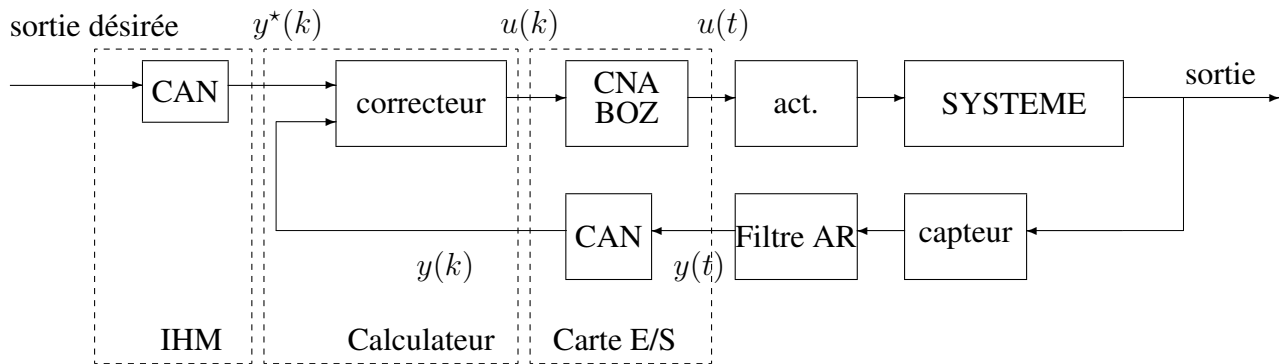 sortie désirée
y*(k)
u(k)
u(t)
CAN
correcteur
CNA
BOZ
act.
SYSTEME
sortie
CAN
Filtre AR
capteur
y(k)
y(t)
IHM
Calculateur
Carte E/S